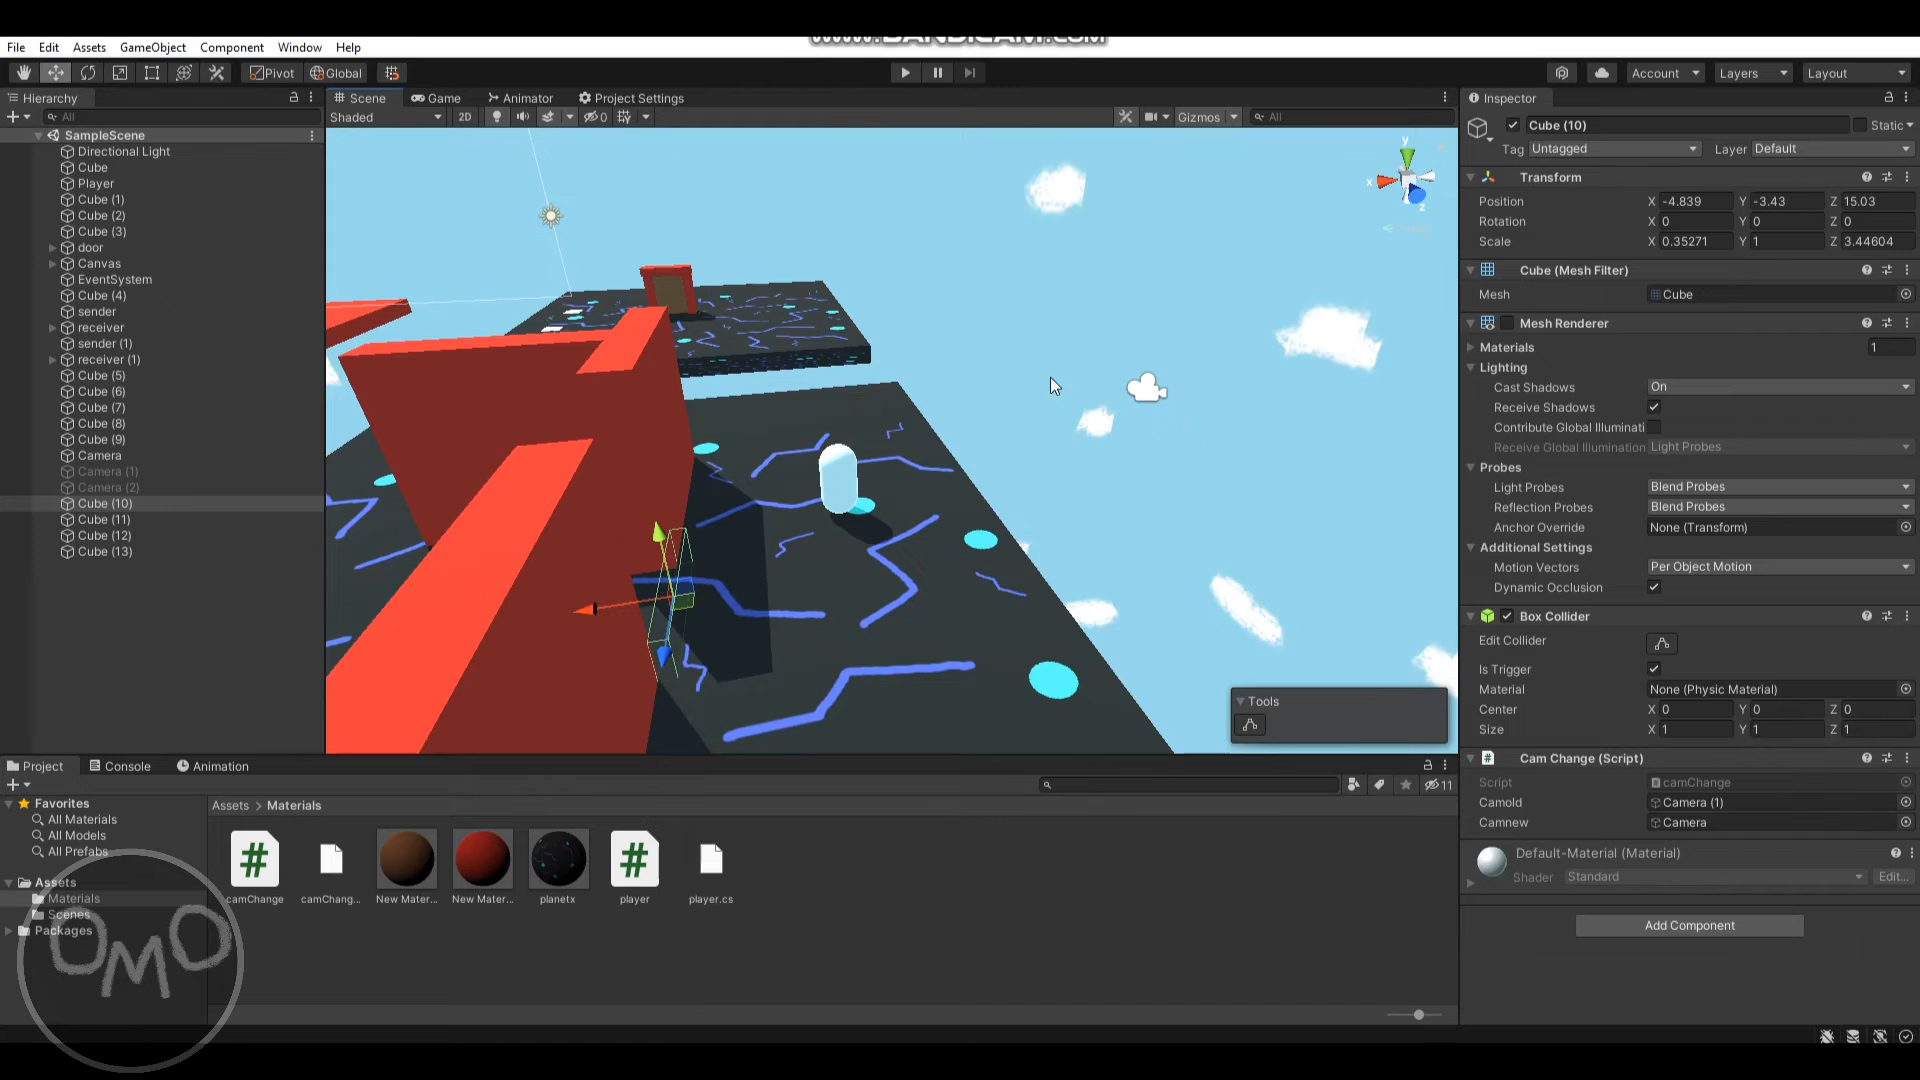 www.BANDICAM.com
File Edit Assets GameObject Component Window Help
Pivot Global Account Layers Layout
Hierarchy
All
SampleScene
Directional Light
Cube
Player
Cube (1)
Cube (2)
Cube (3)
door
Canvas
EventSystem
Cube (4)
sender
receiver
sender (1)
receiver (1)
Cube (5)
Cube (6)
Cube (7)
Cube (8)
Cube (9)
Camera
Camera (1)
Camera (2)
Cube (10)
Cube (11)
Cube (12)
Cube (13)
Scene Game Animator Project Settings
Shaded 2D 0 Gizmos All
y
x
z
Tools
Inspector
Cube (10) Static
Tag Untagged Layer Default
Transform
Position X -4.839 Y -3.43 Z 15.03
Rotation X 0 Y 0 Z 0
Scale X 0.35271 Y 1 Z 3.44604
Cube (Mesh Filter)
Mesh Cube
Mesh Renderer
Materials 1
Lighting
Cast Shadows On
Receive Shadows
Contribute Global Illuminati
Receive Global Illumination Light Probes
Probes
Light Probes Blend Probes
Reflection Probes Blend Probes
Anchor Override None (Transform)
Additional Settings
Motion Vectors Per Object Motion
Dynamic Occlusion
Box Collider
Edit Collider
Is Trigger
Material None (Physic Material)
Center X 0 Y 0 Z 0
Size X 1 Y 1 Z 1
# Cam Change (Script)
Script camChange
Camold Camera (1)
Camnew Camera
Default-Material (Material)
Shader Standard Edit...
Add Component
Project Console Animation
11
Favorites
All Materials
All Models
All Prefabs
Assets
Materials
Scenes
Packages
Assets > Materials
# #
camChange camChang... New Mater... New Mater... planetx player player.cs
OMO